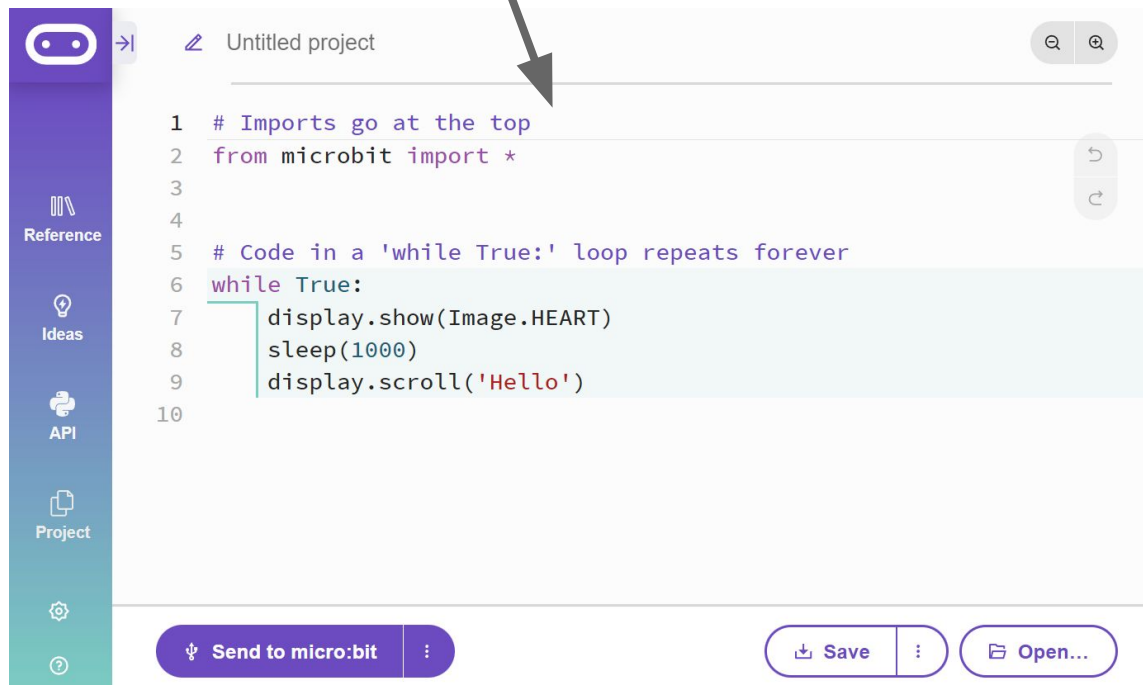 Untitled project
1 # Imports go at the top
2 from microbit import *
3
4
5 # Code in a 'while True:' loop repeats forever
6 while True:
7     display.show(Image.HEART)
8     sleep(1000)
9     display.scroll('Hello')
10
Reference
Ideas
API
Project
Send to micro:bit
Save
Open...